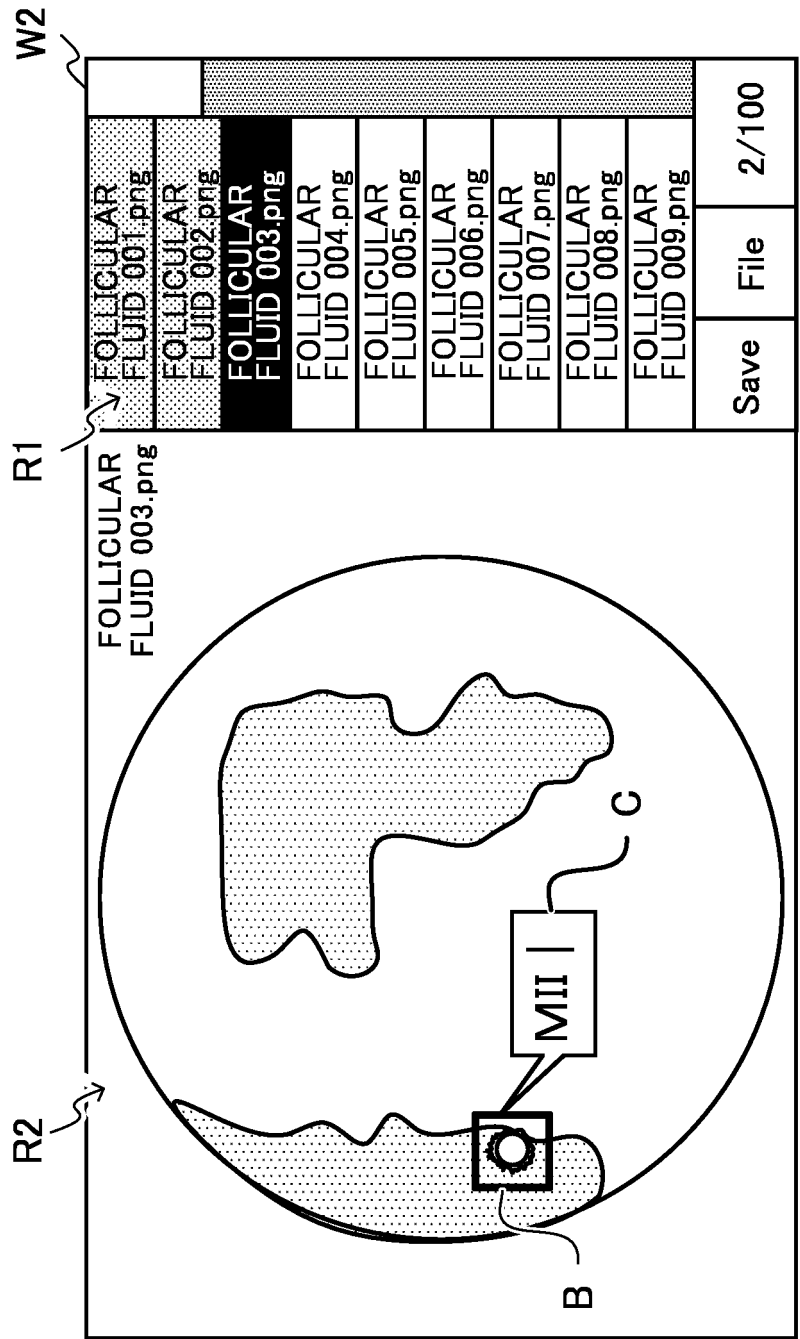 W2
R1
R2
FOLLICULAR
FLUID 003.png
FOLLICULAR
FLUID 001.png
FOLLICULAR
FLUID 002.png
FOLLICULAR
FLUID 003.png
FOLLICULAR
FLUID 004.png
FOLLICULAR
FLUID 005.png
FOLLICULAR
FLUID 006.png
FOLLICULAR
FLUID 007.png
FOLLICULAR
FLUID 008.png
FOLLICULAR
FLUID 009.png
Save
File
2/100
MII |
C
B